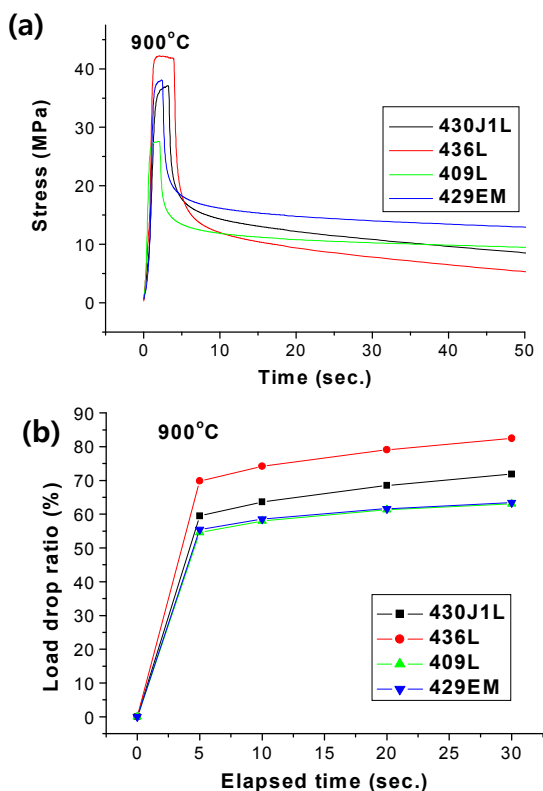 (a)
900°C
Stress (MPa)
40
30
20
10
0
430J1L
436L
409L
429EM
0 10 20 30 40 50
Time (sec.)
(b)
900°C
Load drop ratio (%)
90
80
70
60
50
40
30
20
10
0
430J1L
436L
409L
429EM
0 5 10 15 20 25 30
Elapsed time (sec.)